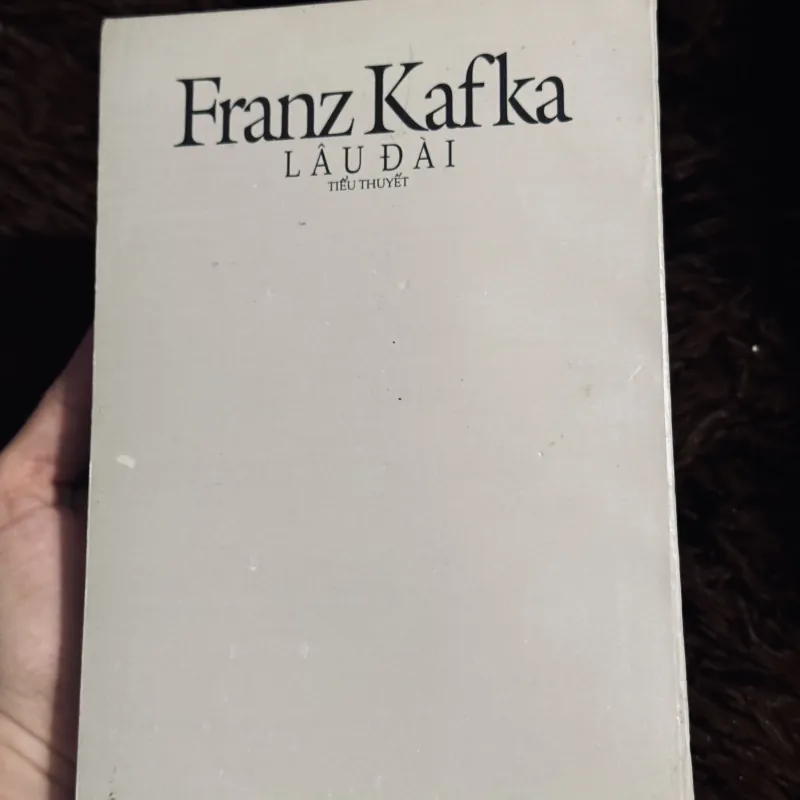 Franz Kafka
LÂU ĐÀI
TIỂU THUYẾT